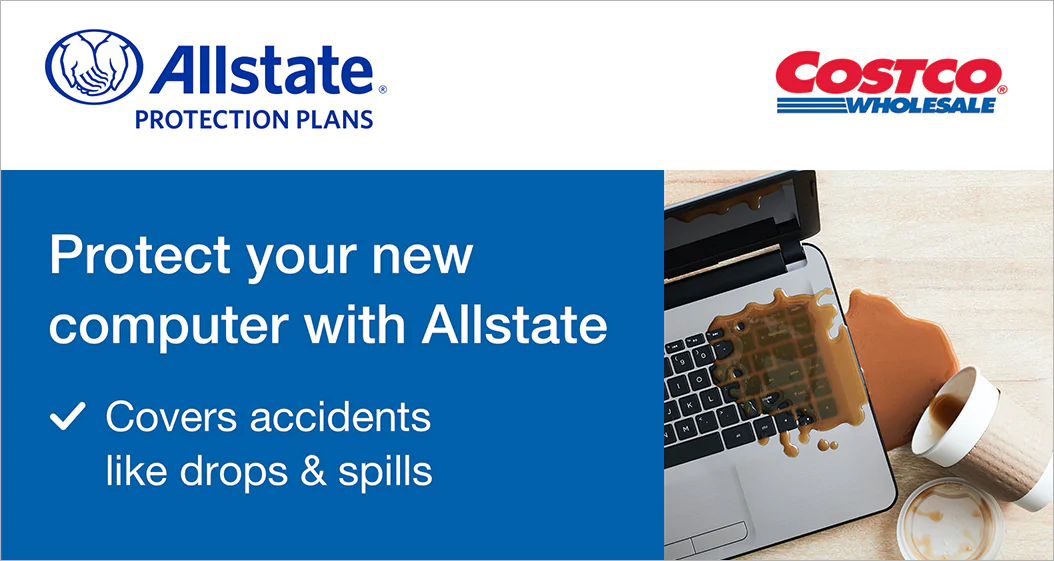 Allstate®
PROTECTION PLANS
COSTCO®
WHOLESALE
Protect your new
computer with Allstate
✓ Covers accidents
like drops & spills